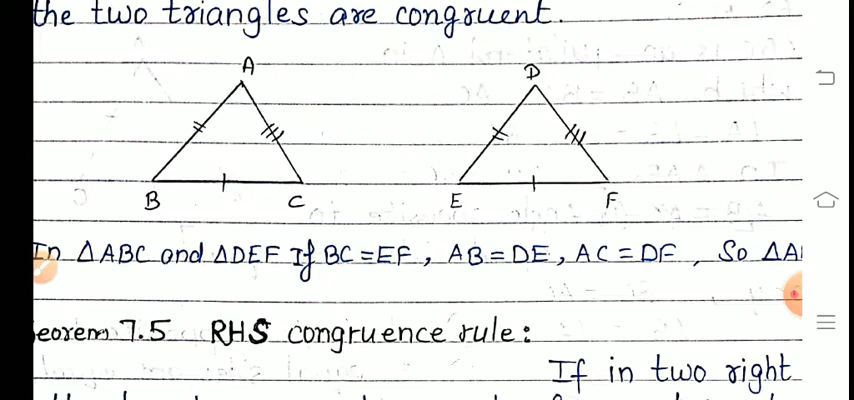 the two triangles are congruent.
A
D
B
C
E
F
In ΔABC and ΔDEF If BC = EF, AB = DE, AC = DF, So ΔA
eorem 7.5 RHS congruence rule:
If in two right